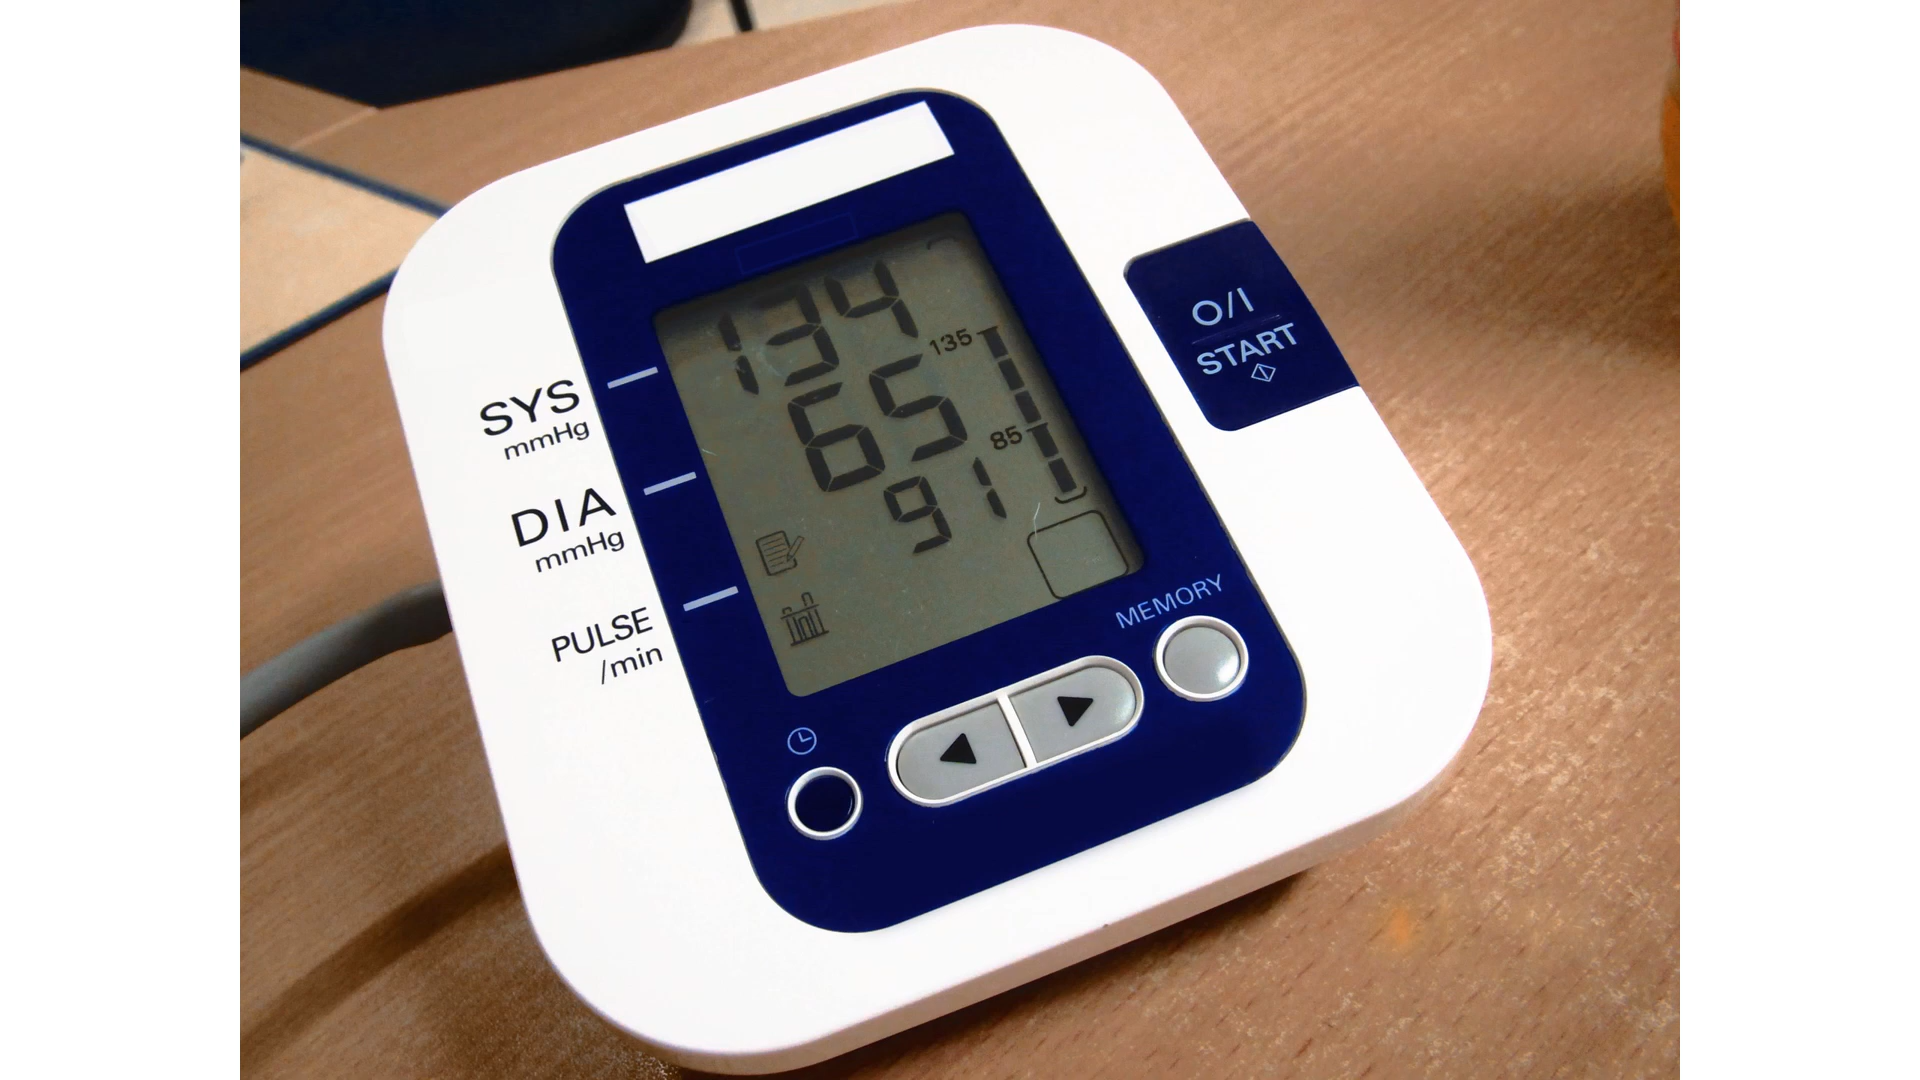 134
135
SYS
mmHg
65
85
DIA
mmHg
91
PULSE
/min
O/I
START
MEMORY